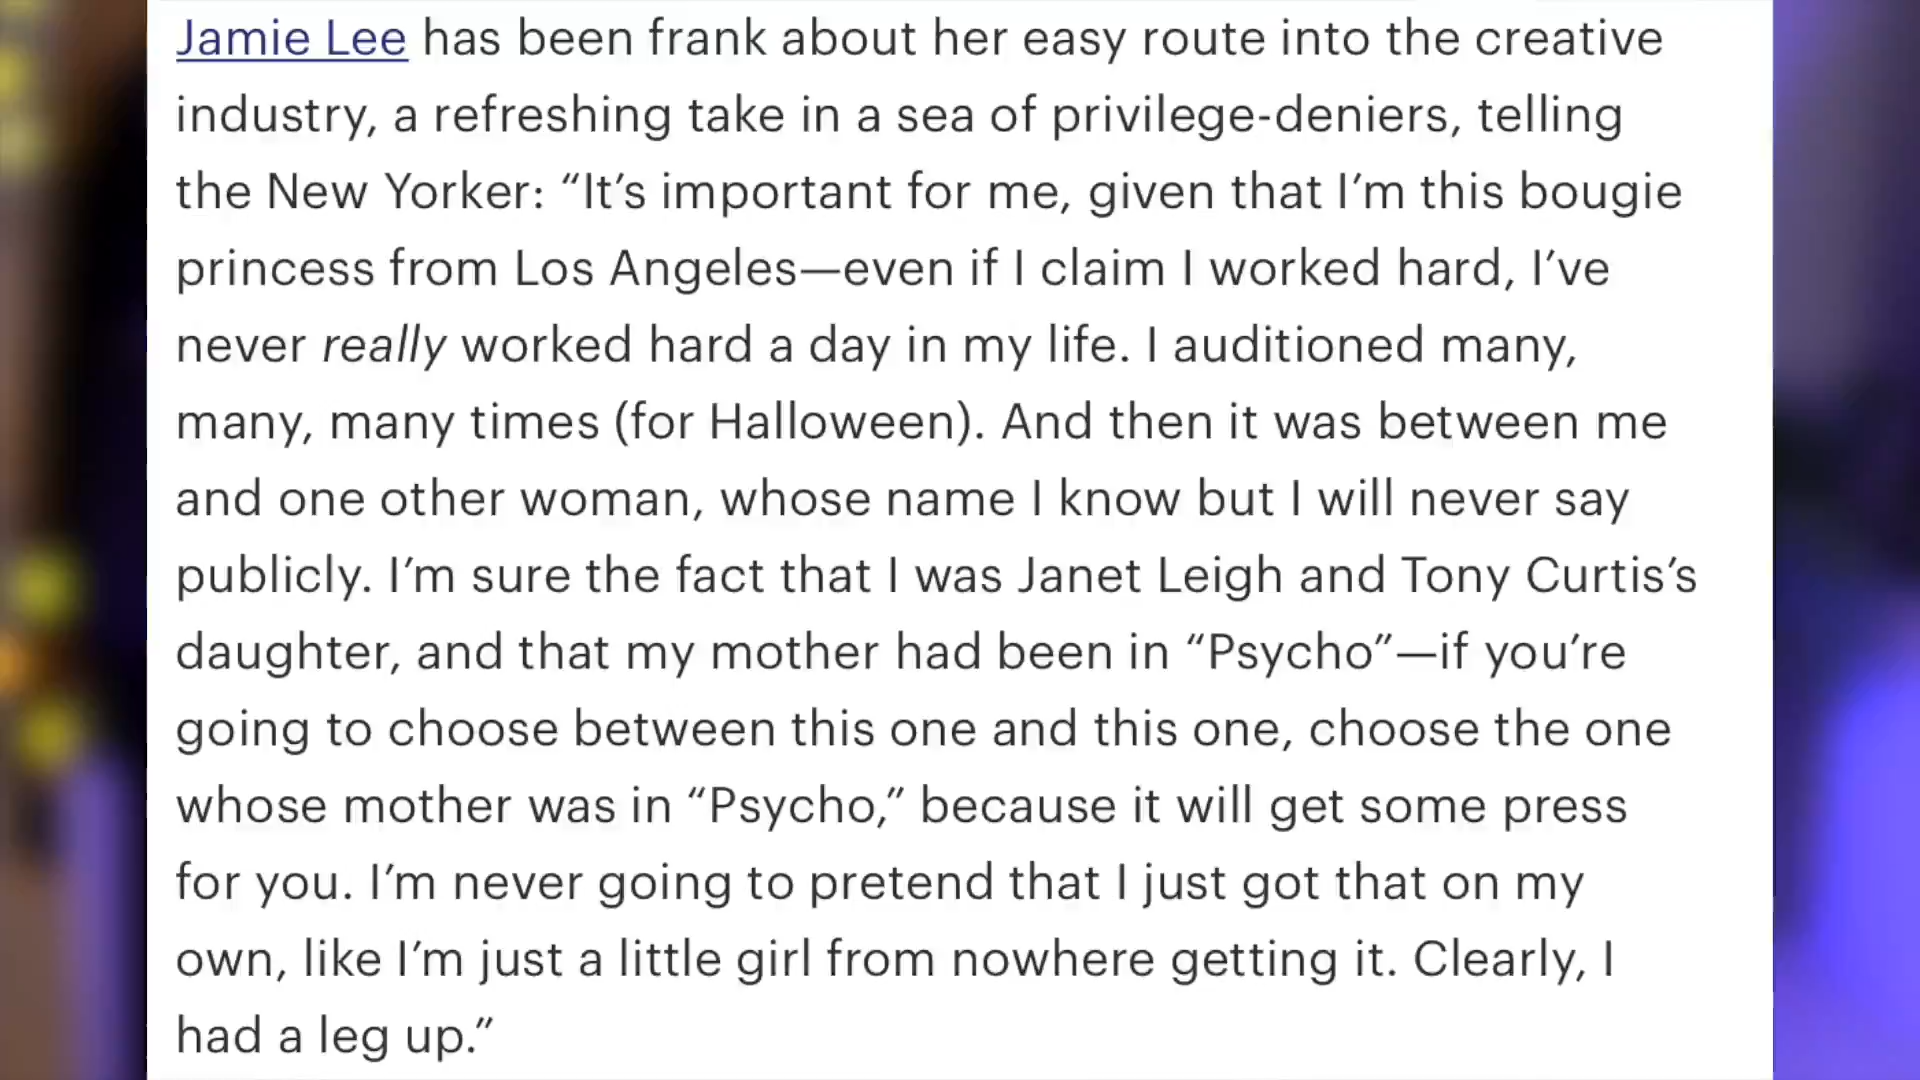 Jamie Lee has been frank about her easy route into the creative
industry, a refreshing take in a sea of privilege-deniers, telling
the New Yorker: “It’s important for me, given that I’m this bougie
princess from Los Angeles—even if I claim I worked hard, I’ve
never really worked hard a day in my life. I auditioned many,
many, many times (for Halloween). And then it was between me
and one other woman, whose name I know but I will never say
publicly. I’m sure the fact that I was Janet Leigh and Tony Curtis’s
daughter, and that my mother had been in “Psycho”—if you’re
going to choose between this one and this one, choose the one
whose mother was in “Psycho,” because it will get some press
for you. I’m never going to pretend that I just got that on my
own, like I’m just a little girl from nowhere getting it. Clearly, I
had a leg up.”